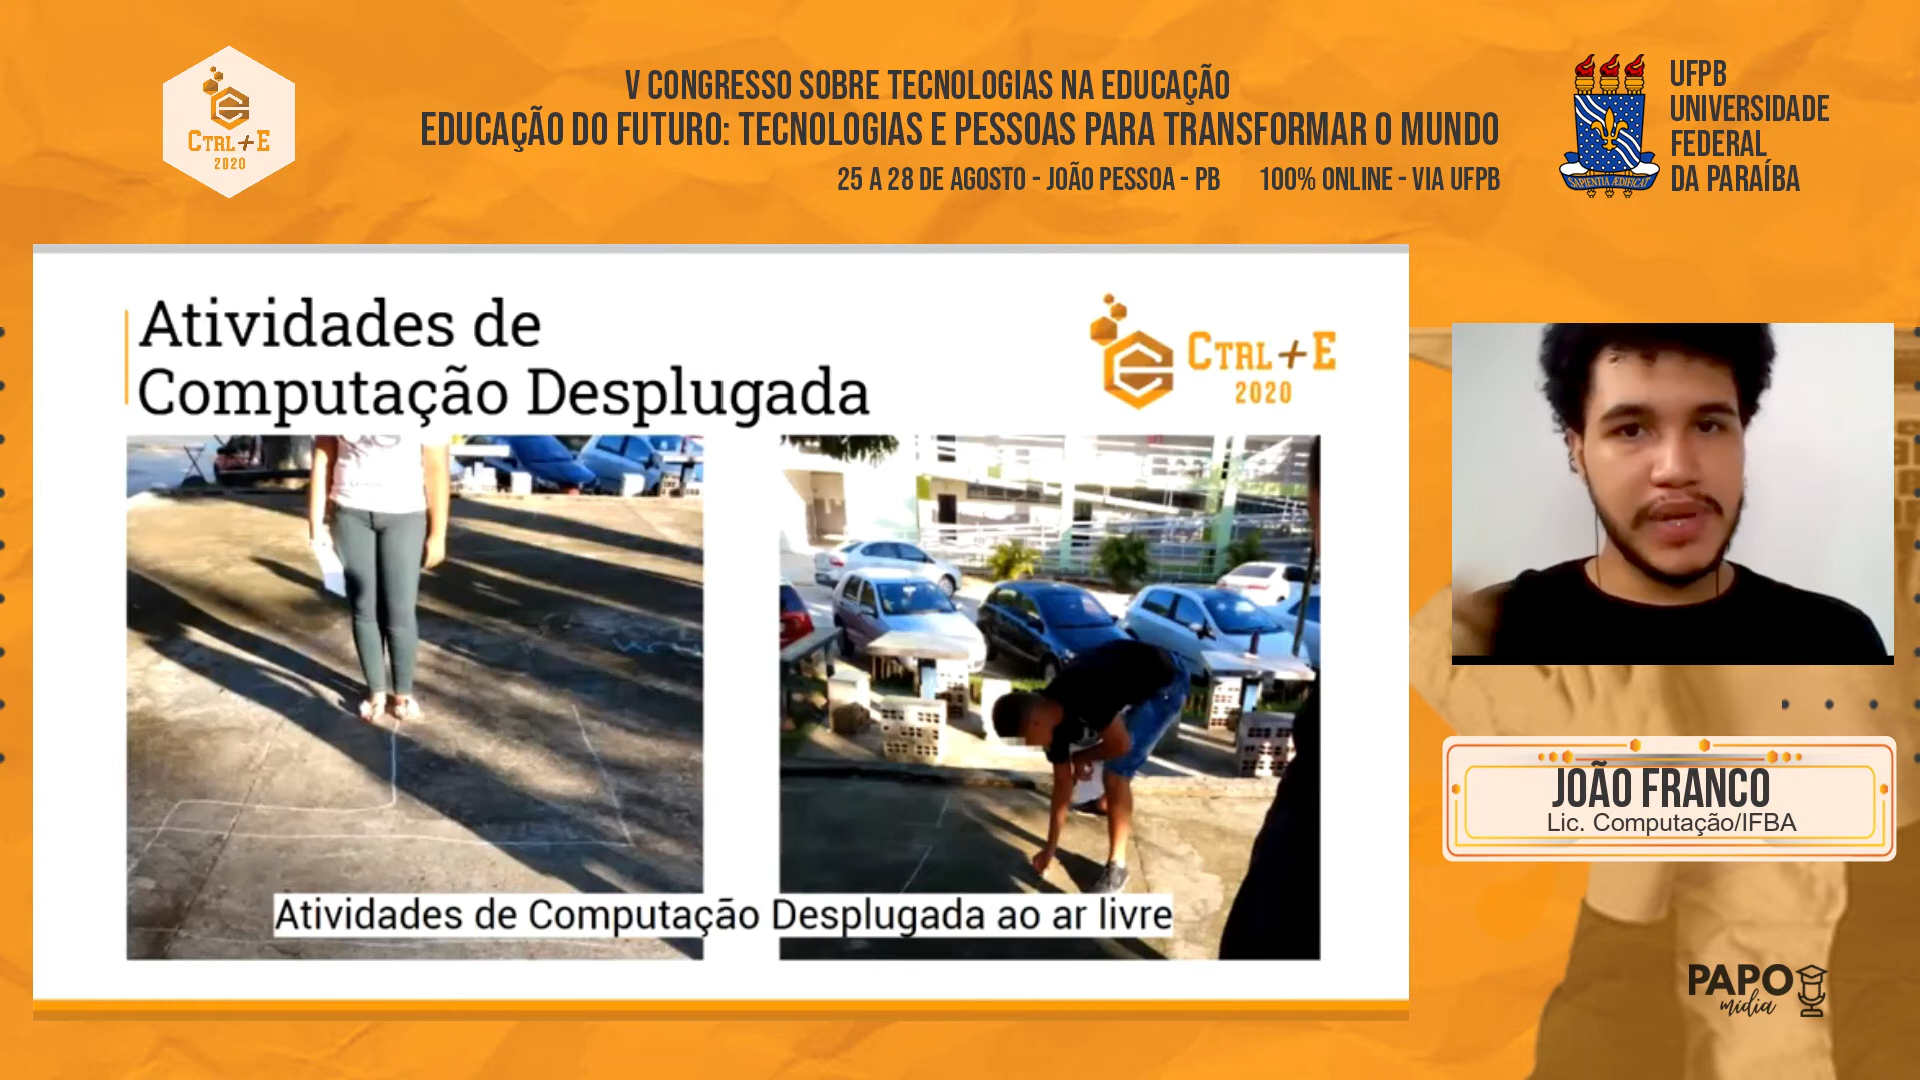 CTRL+E
2020
V CONGRESSO SOBRE TECNOLOGIAS NA EDUCAÇÃO
EDUCAÇÃO DO FUTURO: TECNOLOGIAS E PESSOAS PARA TRANSFORMAR O MUNDO
25 A 28 DE AGOSTO - JOÃO PESSOA - PB 100% ONLINE - VIA UFPB
SAPIENTIA ÆDIFICAT
UFPB
UNIVERSIDADE
FEDERAL
DA PARAÍBA
Atividades de
Computação Desplugada
CTRL+E
2020
Atividades de Computação Desplugada ao ar livre
JOÃO FRANCO
Lic. Computação/IFBA
PAPO
mídia